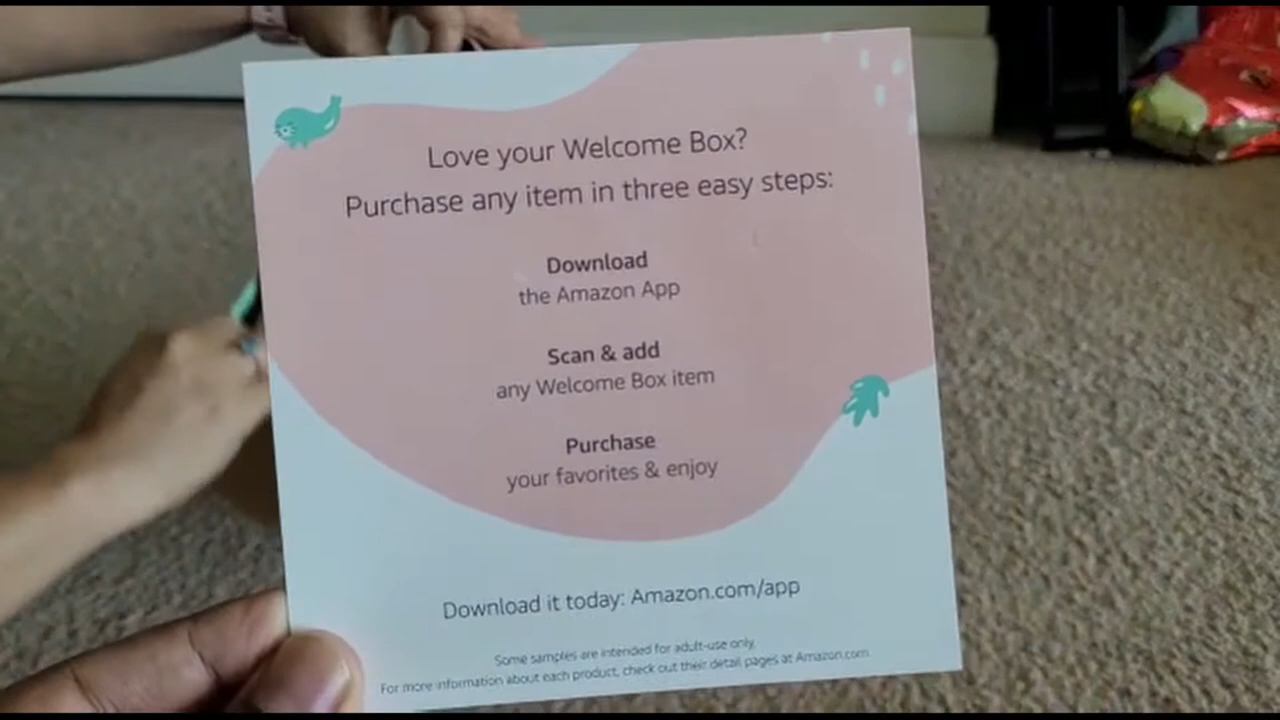 Love your Welcome Box?
Purchase any item in three easy steps:
Download
the Amazon App
Scan & add
any Welcome Box item
Purchase
your favorites & enjoy
Download it today: Amazon.com/app
Some samples are intended for adult-use only.
For more information about each product, check out their detail pages at Amazon.com.